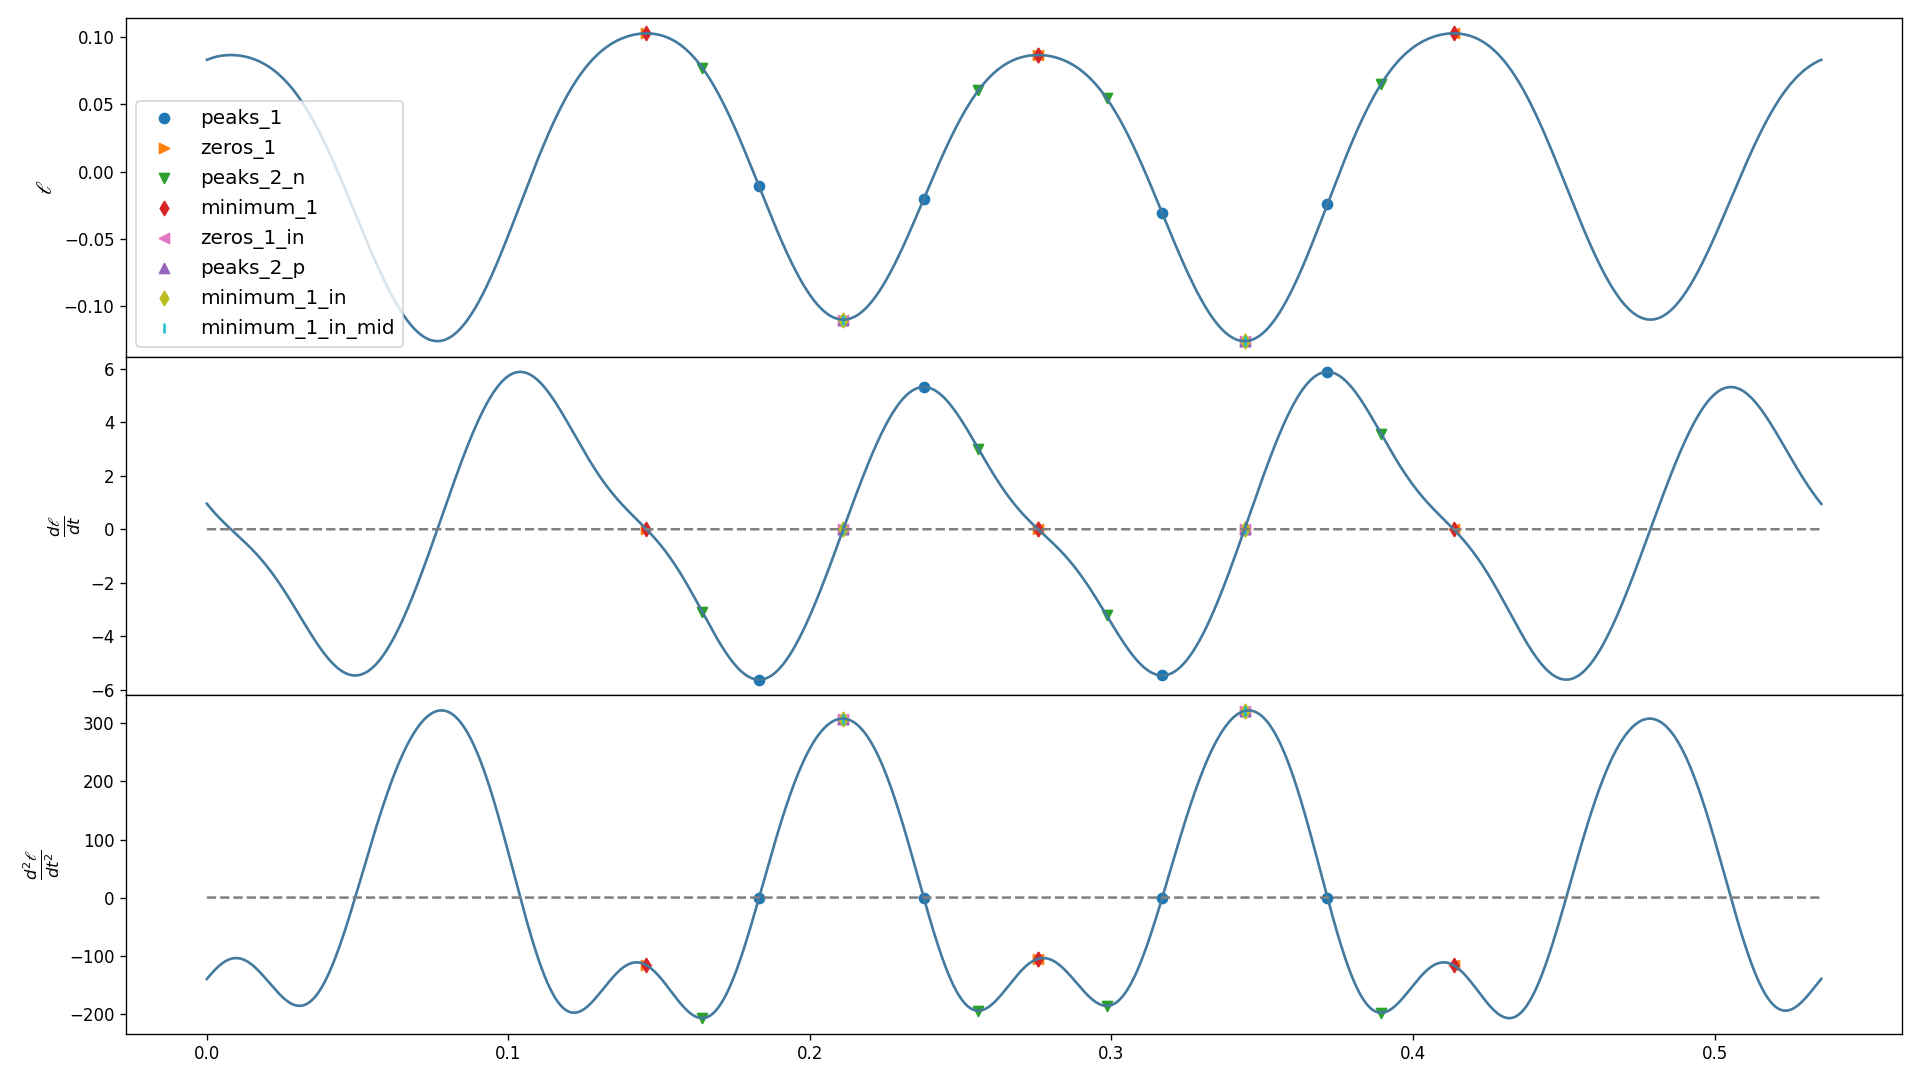 0.10
0.05
0.00
−0.05
−0.10
ℓ
peaks_1
zeros_1
peaks_2_n
minimum_1
zeros_1_in
peaks_2_p
minimum_1_in
minimum_1_in_mid
6
4
2
0
−2
−4
−6
dℓ
dt
300
200
100
0
−100
−200
d²ℓ
dt²
0.0 0.1 0.2 0.3 0.4 0.5